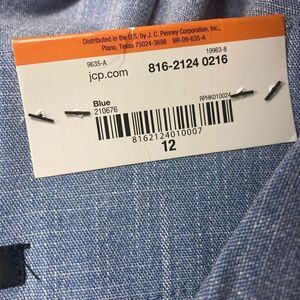 Distributed in the U.S. by J. C. Penney Corporation, Inc.,
Plano, Texas 75024-3698 BR-09-635-A
9635-A 19963-8
jcp.com 816-2124 0216
Blue
210676 RPHK010024
8162124010007
12